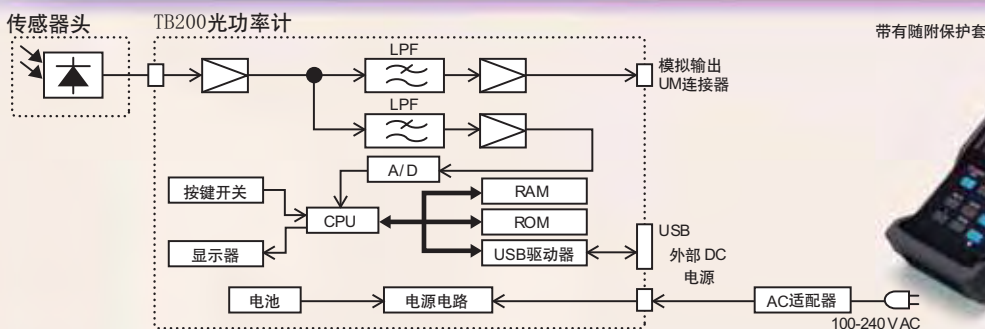 传感器头
TB200光功率计
带有随附保护套
LPF
模拟输出
UM连接器
LPF
A/D
按键开关
RAM
CPU
ROM
显示器
USB驱动器
USB
外部 DC
电源
电池
电源电路
AC适配器
100-240 V AC